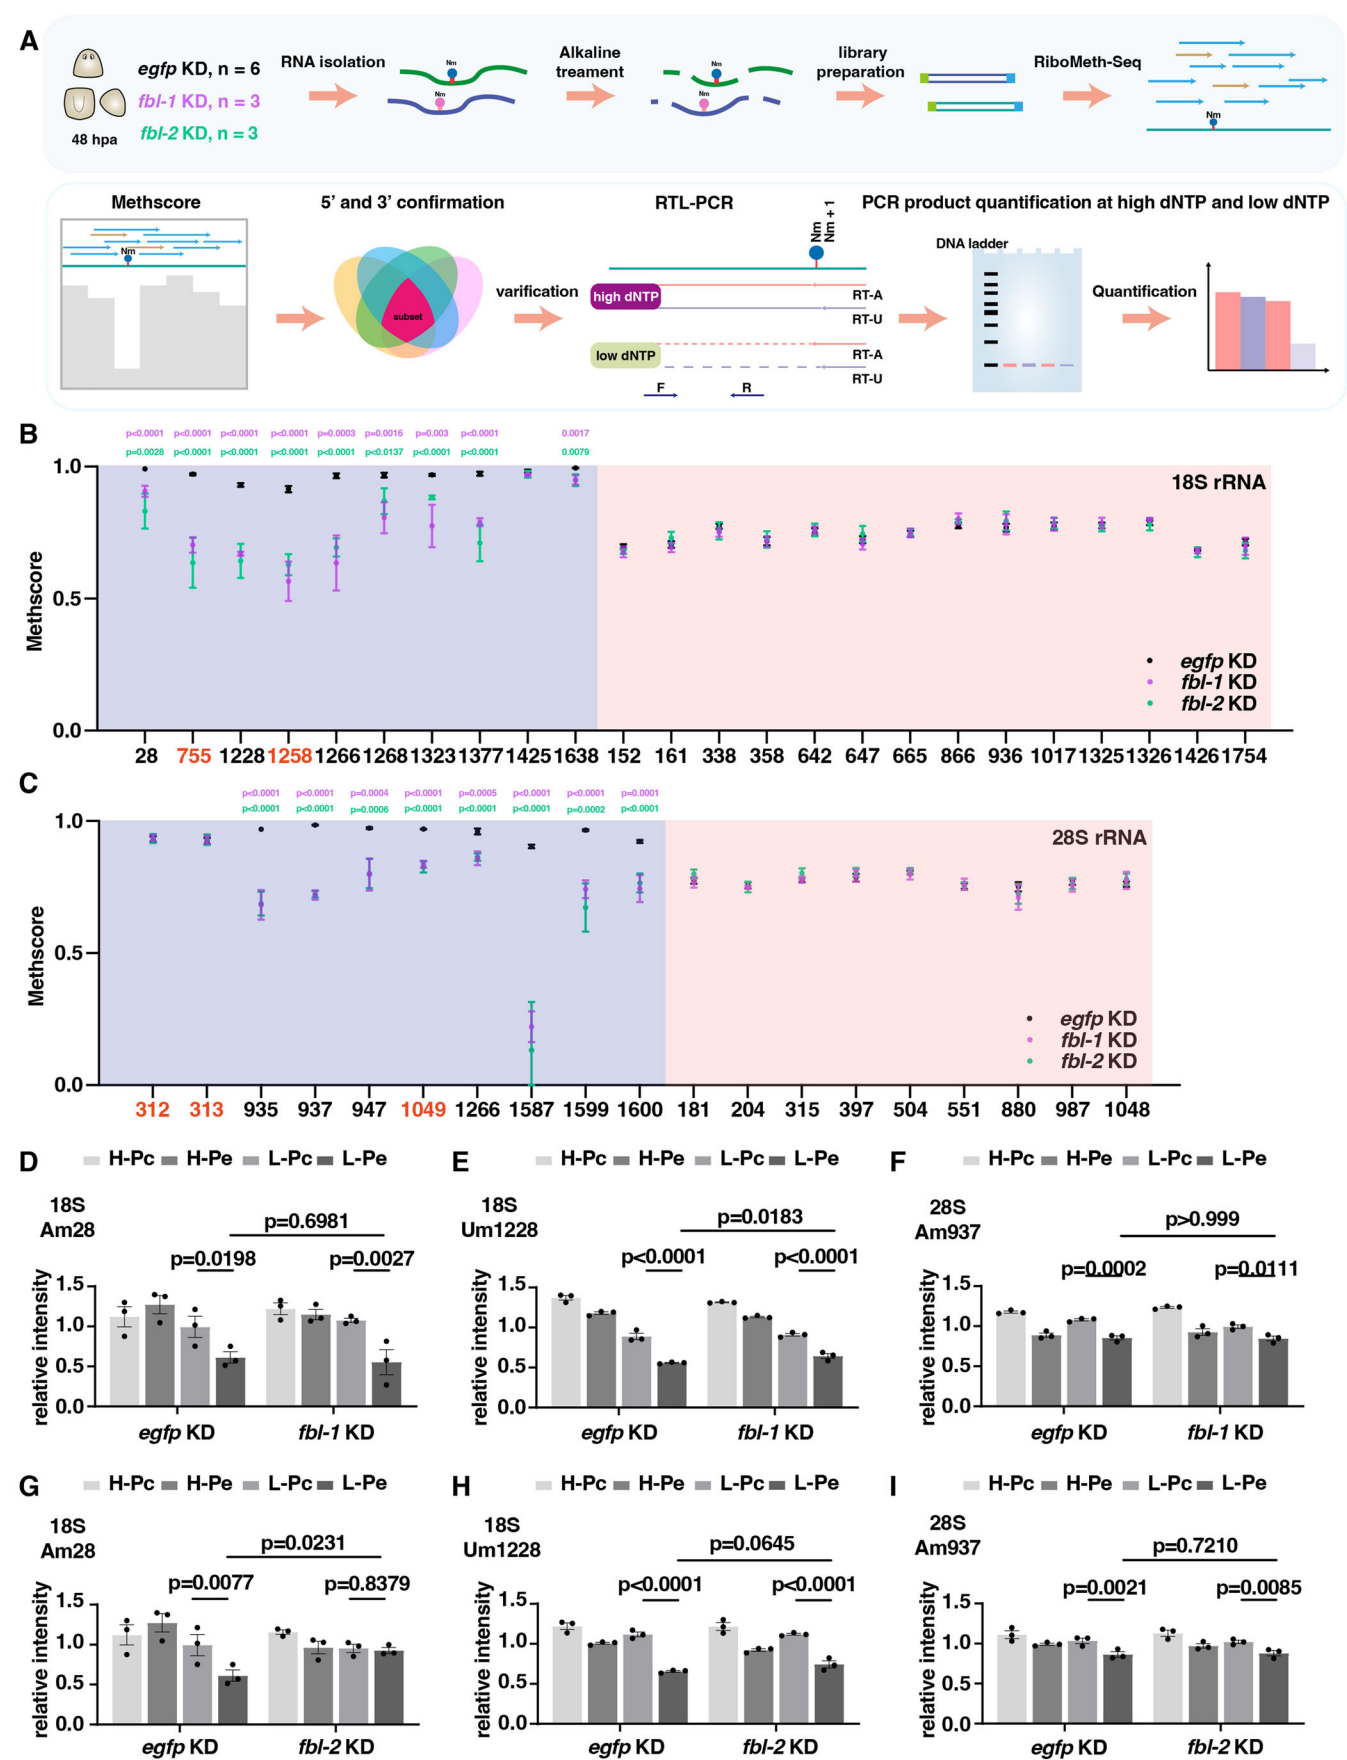 A
egfp KD, n = 6
fbl-1 KD, n = 3
fbl-2 KD, n = 3
48 hpa
RNA isolation
Nm
Nm
Alkaline
treament
Nm
Nm
library
preparation
RiboMeth-Seq
Nm
Methscore
Nm
5' and 3' confirmation
subset
varification
RTL-PCR
Nm
Nm + 1
high dNTP
RT-A
RT-U
low dNTP
RT-A
RT-U
F R
PCR product quantification at high dNTP and low dNTP
DNA ladder
Quantification
B
p<0.0001 p<0.0001 p<0.0001 p<0.0001 p=0.0003 p=0.0016 p=0.003 p<0.0001 0.0017
p=0.0028 p<0.0001 p<0.0001 p<0.0001 p<0.0001 p<0.0137 p<0.0001 p<0.0001 0.0079
Methscore
1.0
0.5
0.0
18S rRNA
egfp KD
fbl-1 KD
fbl-2 KD
28 755 1228 1258 1266 1268 1323 1377 1425 1638 152 161 338 358 642 647 665 866 936 1017 1325 1326 1426 1754
C
p<0.0001 p<0.0001 p=0.0004 p<0.0001 p=0.0005 p<0.0001 p<0.0001 p=0.0001
p<0.0001 p<0.0001 p=0.0006 p<0.0001 p<0.0001 p<0.0001 p=0.0002 p<0.0001
Methscore
1.0
0.5
0.0
28S rRNA
egfp KD
fbl-1 KD
fbl-2 KD
312 313 935 937 947 1049 1266 1587 1599 1600 181 204 315 397 504 551 880 987 1048
D
H-Pc H-Pe L-Pc L-Pe
18S
Am28
p=0.6981
p=0.0198 p=0.0027
relative intensity
1.5
1.0
0.5
0.0
egfp KD fbl-1 KD
E
H-Pc H-Pe L-Pc L-Pe
18S
Um1228
p=0.0183
p<0.0001 p<0.0001
relative intensity
1.5
1.0
0.5
0.0
egfp KD fbl-1 KD
F
H-Pc H-Pe L-Pc L-Pe
28S
Am937
p>0.999
p=0.0002 p=0.0111
relative intensity
1.5
1.0
0.5
0.0
egfp KD fbl-1 KD
G
H-Pc H-Pe L-Pc L-Pe
18S
Am28
p=0.0231
p=0.0077 p=0.8379
relative intensity
1.5
1.0
0.5
0.0
egfp KD fbl-2 KD
H
H-Pc H-Pe L-Pc L-Pe
18S
Um1228
p=0.0645
p<0.0001 p<0.0001
relative intensity
1.5
1.0
0.5
0.0
egfp KD fbl-2 KD
I
H-Pc H-Pe L-Pc L-Pe
28S
Am937
p=0.7210
p=0.0021 p=0.0085
relative intensity
1.5
1.0
0.5
0.0
egfp KD fbl-2 KD